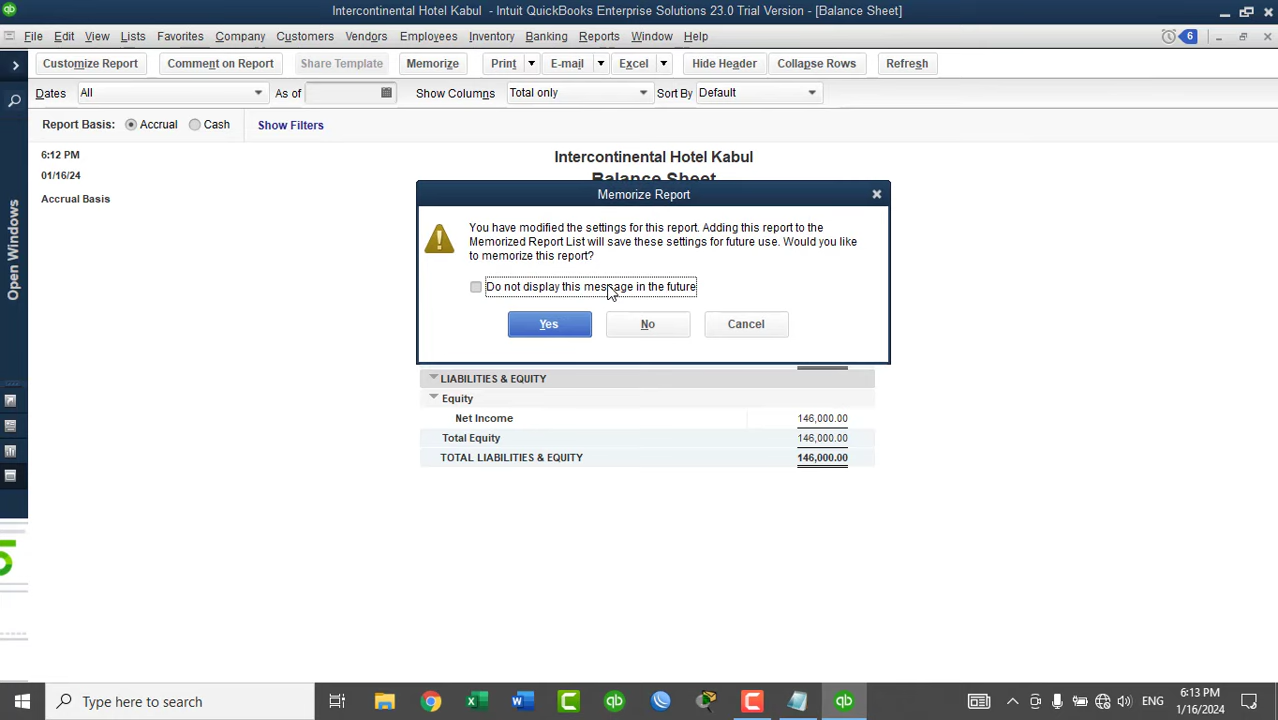 Intercontinental Hotel Kabul - Intuit QuickBooks Enterprise Solutions 23.0 Trial Version - [Balance Sheet]
File Edit View Lists Favorites Company Customers Vendors Employees Inventory Banking Reports Window Help 6
Customize Report Comment on Report Share Template Memorize Print E-mail Excel Hide Header Collapse Rows Refresh
Dates All As of Show Columns Total only Sort By Default
Report Basis: Accrual Cash Show Filters
6:12 PM
01/16/24
Accrual Basis
Open Windows
Intercontinental Hotel Kabul
Balance Sheet
Memorize Report
You have modified the settings for this report. Adding this report to the
Memorized Report List will save these settings for future use. Would you like
to memorize this report?
Do not display this message in the future
Yes No Cancel
LIABILITIES & EQUITY
Equity
Net Income 146,000.00
Total Equity 146,000.00
TOTAL LIABILITIES & EQUITY 146,000.00
Type here to search
ENG
6:13 PM
1/16/2024